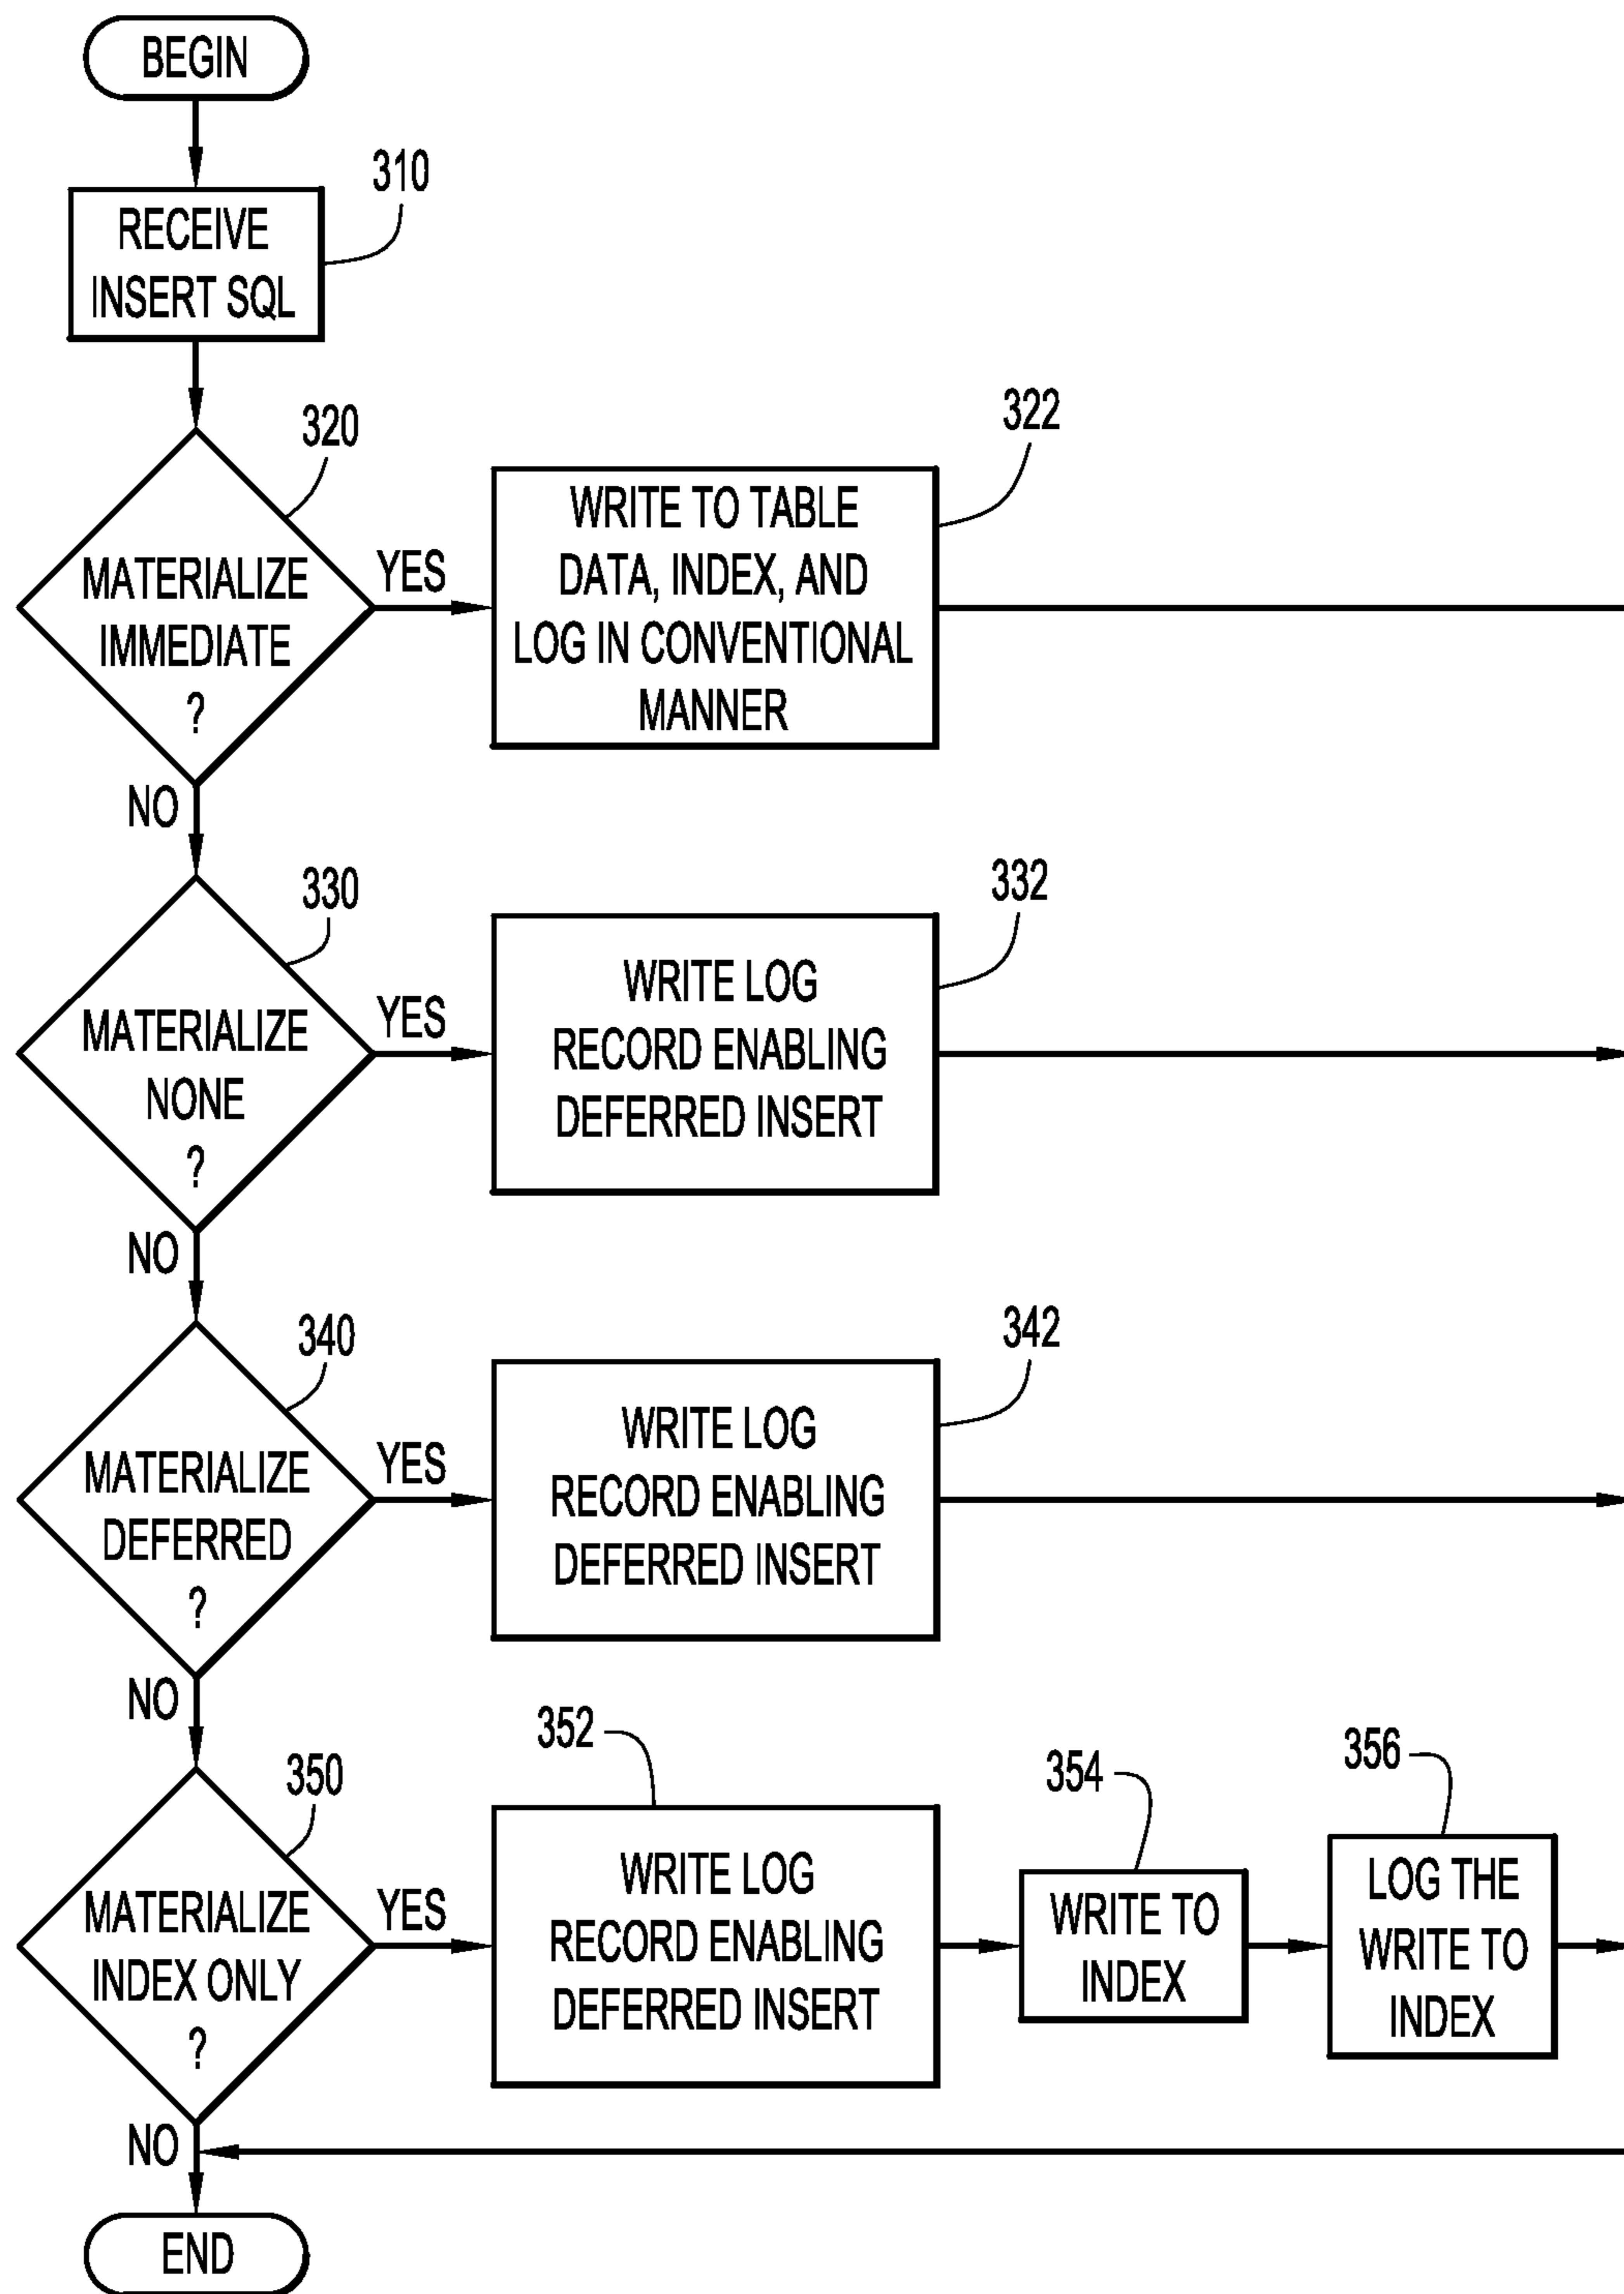 BEGIN
310
RECEIVE
INSERT SQL
320
MATERIALIZE
IMMEDIATE
?
YES
NO
322
WRITE TO TABLE
DATA, INDEX, AND
LOG IN CONVENTIONAL
MANNER
330
MATERIALIZE
NONE
?
YES
NO
332
WRITE LOG
RECORD ENABLING
DEFERRED INSERT
340
MATERIALIZE
DEFERRED
?
YES
NO
342
WRITE LOG
RECORD ENABLING
DEFERRED INSERT
350
MATERIALIZE
INDEX ONLY
?
YES
NO
352
WRITE LOG
RECORD ENABLING
DEFERRED INSERT
354
WRITE TO
INDEX
356
LOG THE
WRITE TO
INDEX
END